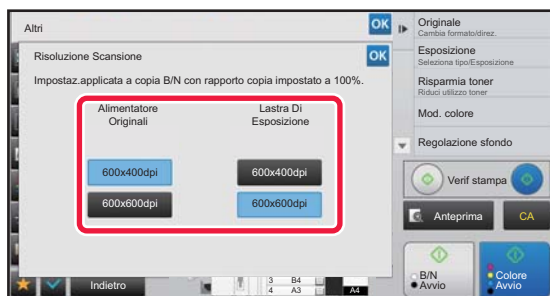 Altri
OK
Risoluzione Scansione
OK
Impostaz.applicata a copia B/N con rapporto copia impostato a 100%.
Alimentatore
Originali
Lastra Di
Esposizione
600x400dpi
600x400dpi
600x600dpi
600x600dpi
Indietro
3 B4
4 A3
A4
Originale
Cambia formato/direz.
Esposizione
Seleziona tipo/Esposizione
Risparmia toner
Riduci utilizzo toner
Mod. colore
Regolazione sfondo
Verif stampa
Anteprima
CA
B/N
Avvio
Colore
Avvio